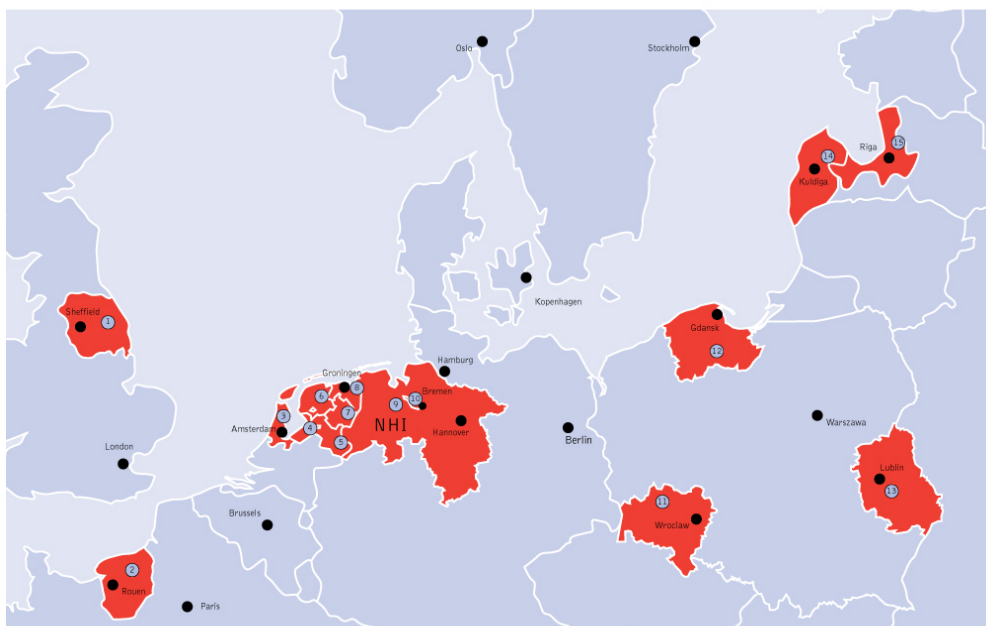 Oslo
Stockholm
Riga
15
14
Kuldiga
Kopenhagen
Sheffield
1
Gdansk
12
Hamburg
Groningen
6
8
Bremen
10
9
3
7
Amsterdam
4
NHI
Hannover
5
Berlin
Warszawa
London
Lublin
13
11
Brussels
Wroclaw
2
Rouen
Paris